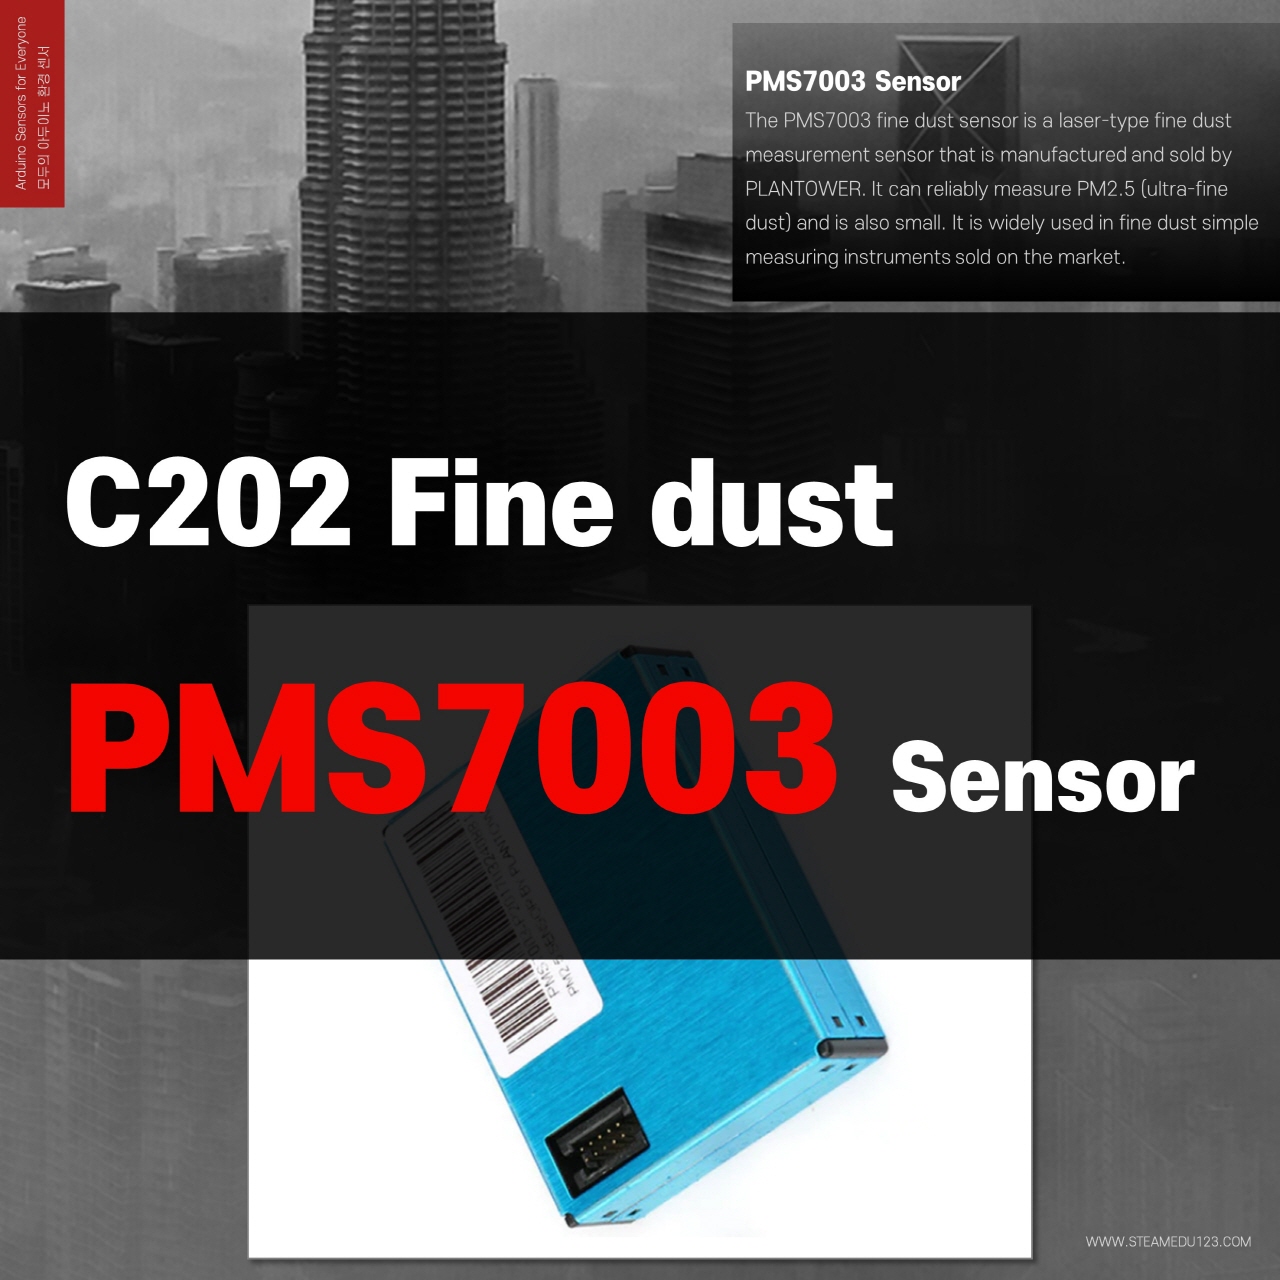 Arduino Sensors for Everyone
모두의 아두이노 환경 센서
PMS7003 Sensor
The PMS7003 fine dust sensor is a laser-type fine dust
measurement sensor that is manufactured and sold by
PLANTOWER. It can reliably measure PM2.5 (ultra-fine
dust) and is also small. It is widely used in fine dust simple
measuring instruments sold on the market.
C202 Fine dust
PMS7003 Sensor
WWW.STEAMEDU123.COM